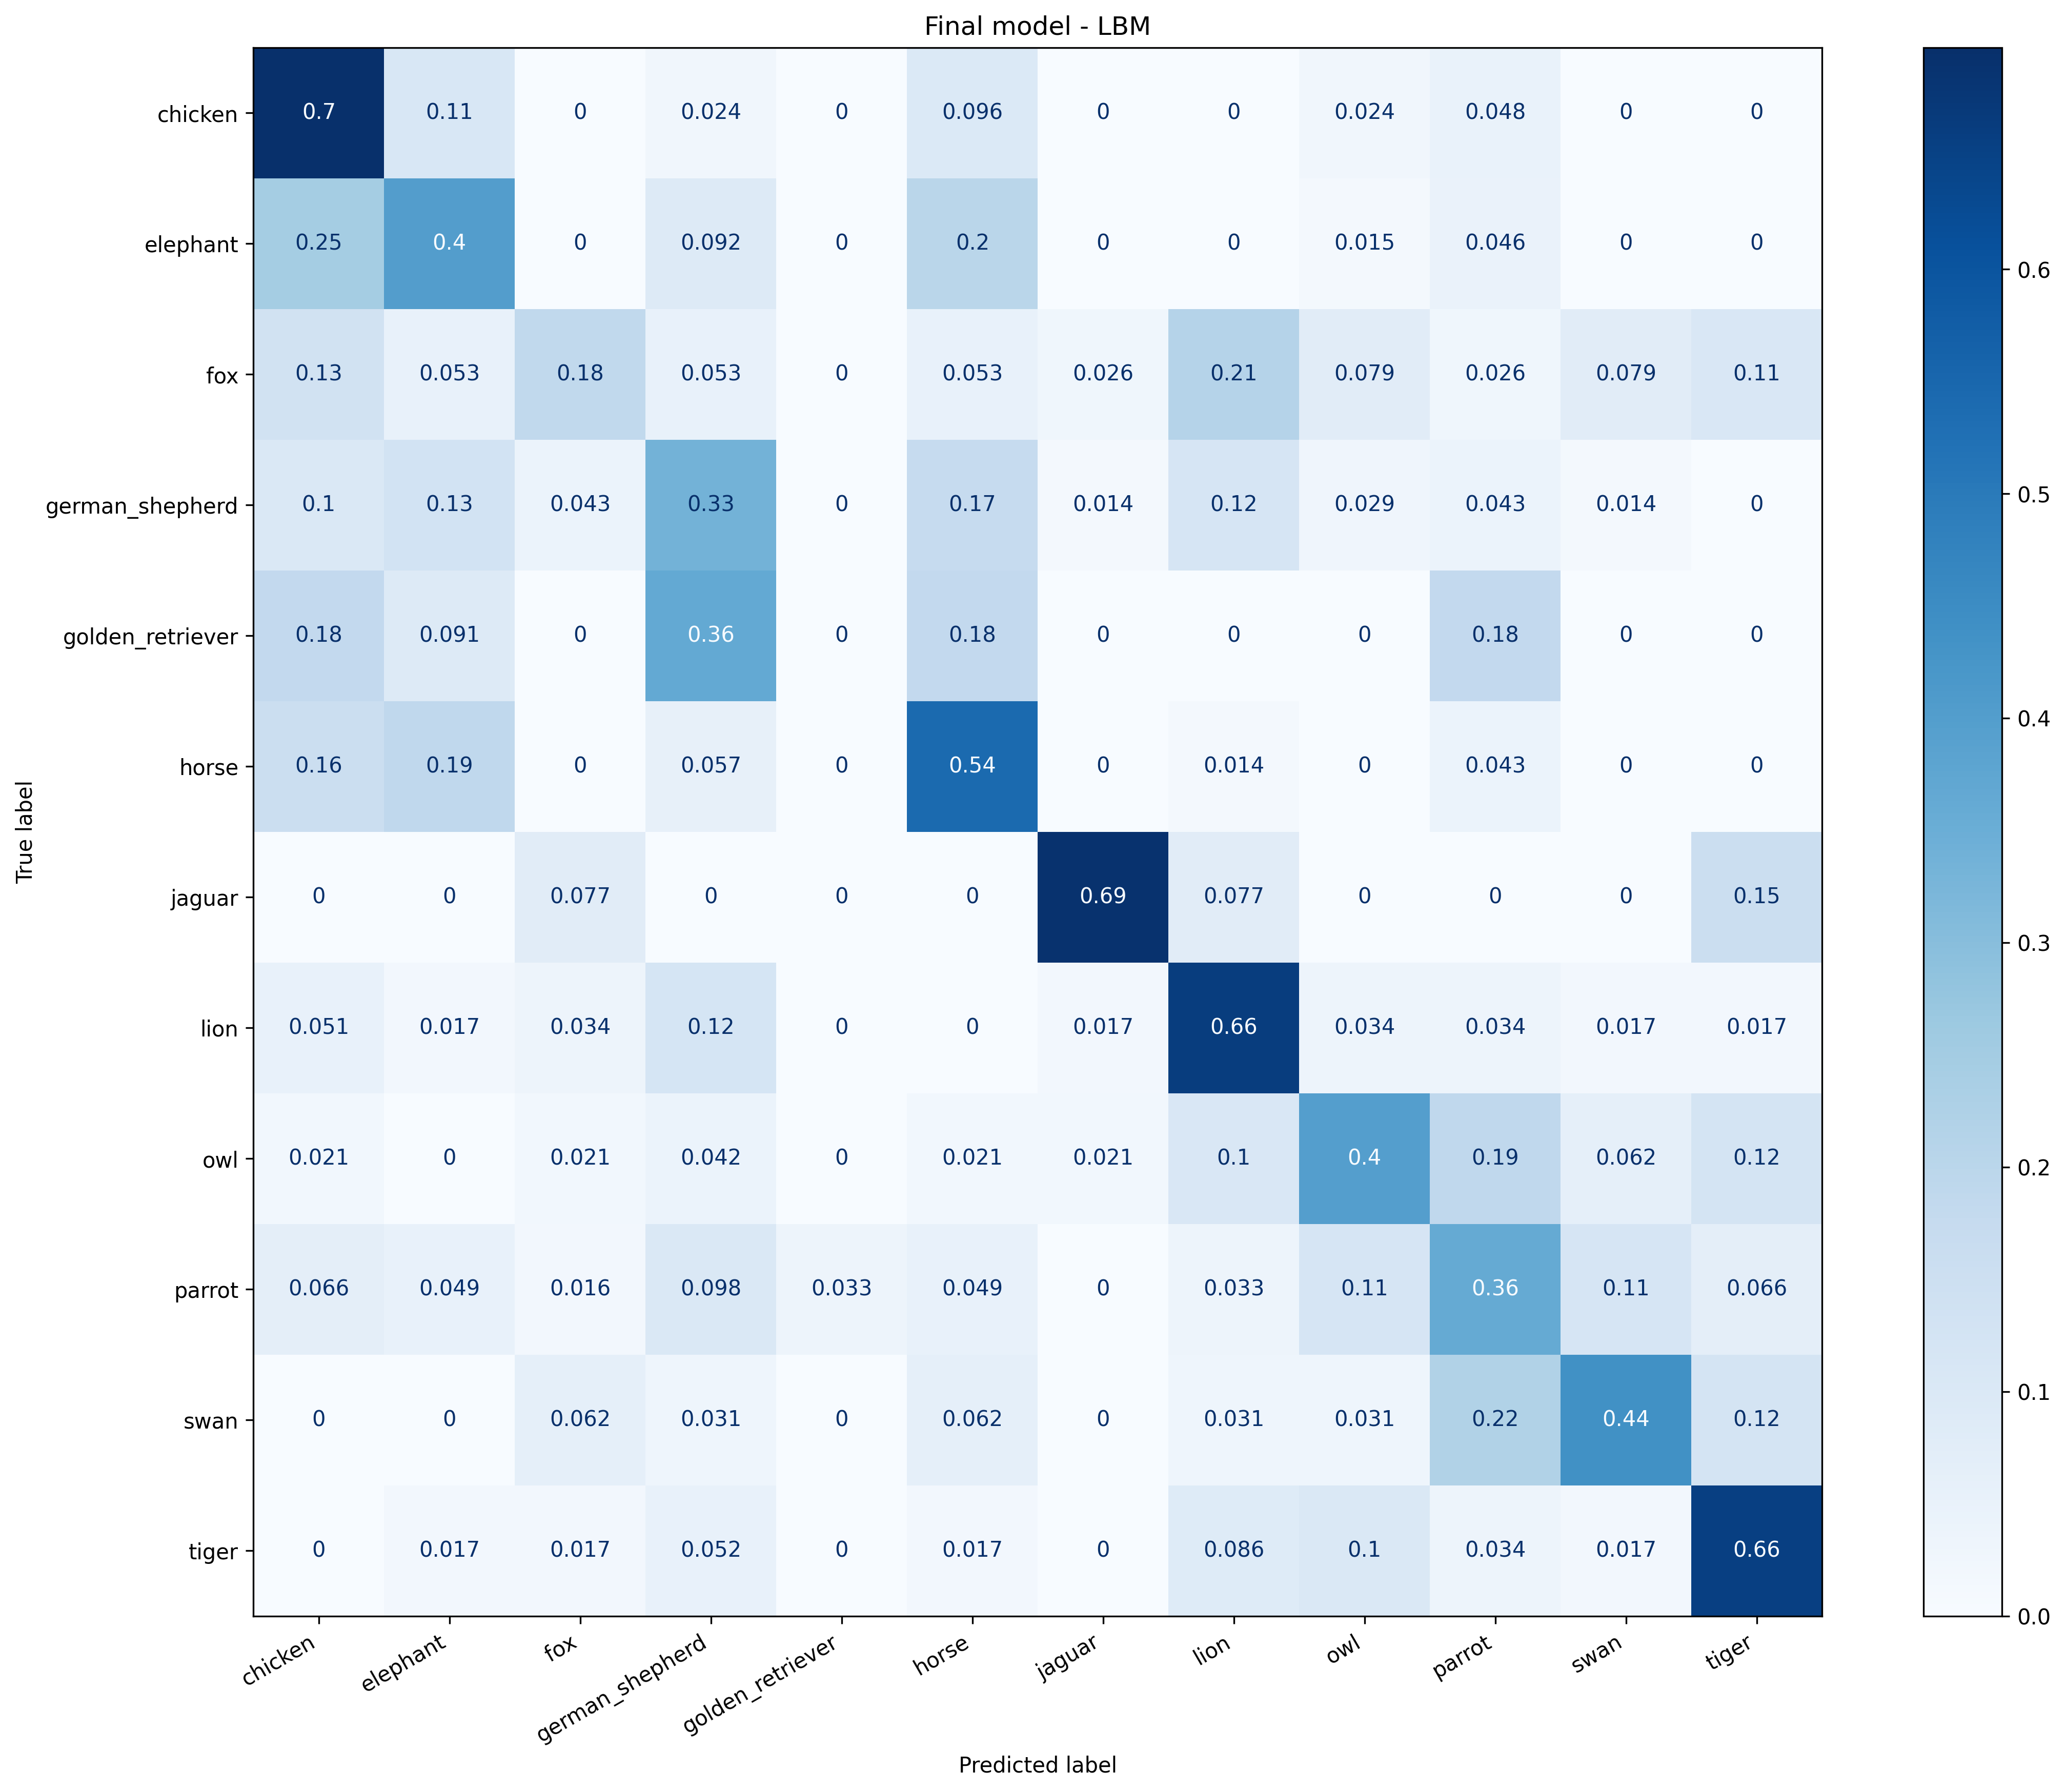 Final model - LBM
chicken 0.7 0.11 0 0.024 0 0.096 0 0 0.024 0.048 0 0
elephant 0.25 0.4 0 0.092 0 0.2 0 0 0.015 0.046 0 0
fox 0.13 0.053 0.18 0.053 0 0.053 0.026 0.21 0.079 0.026 0.079 0.11
german_shepherd 0.1 0.13 0.043 0.33 0 0.17 0.014 0.12 0.029 0.043 0.014 0
golden_retriever 0.18 0.091 0 0.36 0 0.18 0 0 0 0.18 0 0
horse 0.16 0.19 0 0.057 0 0.54 0 0.014 0 0.043 0 0
jaguar 0 0 0.077 0 0 0 0.69 0.077 0 0 0 0.15
lion 0.051 0.017 0.034 0.12 0 0 0.017 0.66 0.034 0.034 0.017 0.017
owl 0.021 0 0.021 0.042 0 0.021 0.021 0.1 0.4 0.19 0.062 0.12
parrot 0.066 0.049 0.016 0.098 0.033 0.049 0 0.033 0.11 0.36 0.11 0.066
swan 0 0 0.062 0.031 0 0.062 0 0.031 0.031 0.22 0.44 0.12
tiger 0 0.017 0.017 0.052 0 0.017 0 0.086 0.1 0.034 0.017 0.66
True label
chicken elephant fox german_shepherd golden_retriever horse jaguar lion owl parrot swan tiger
Predicted label
0.6
0.5
0.4
0.3
0.2
0.1
0.0